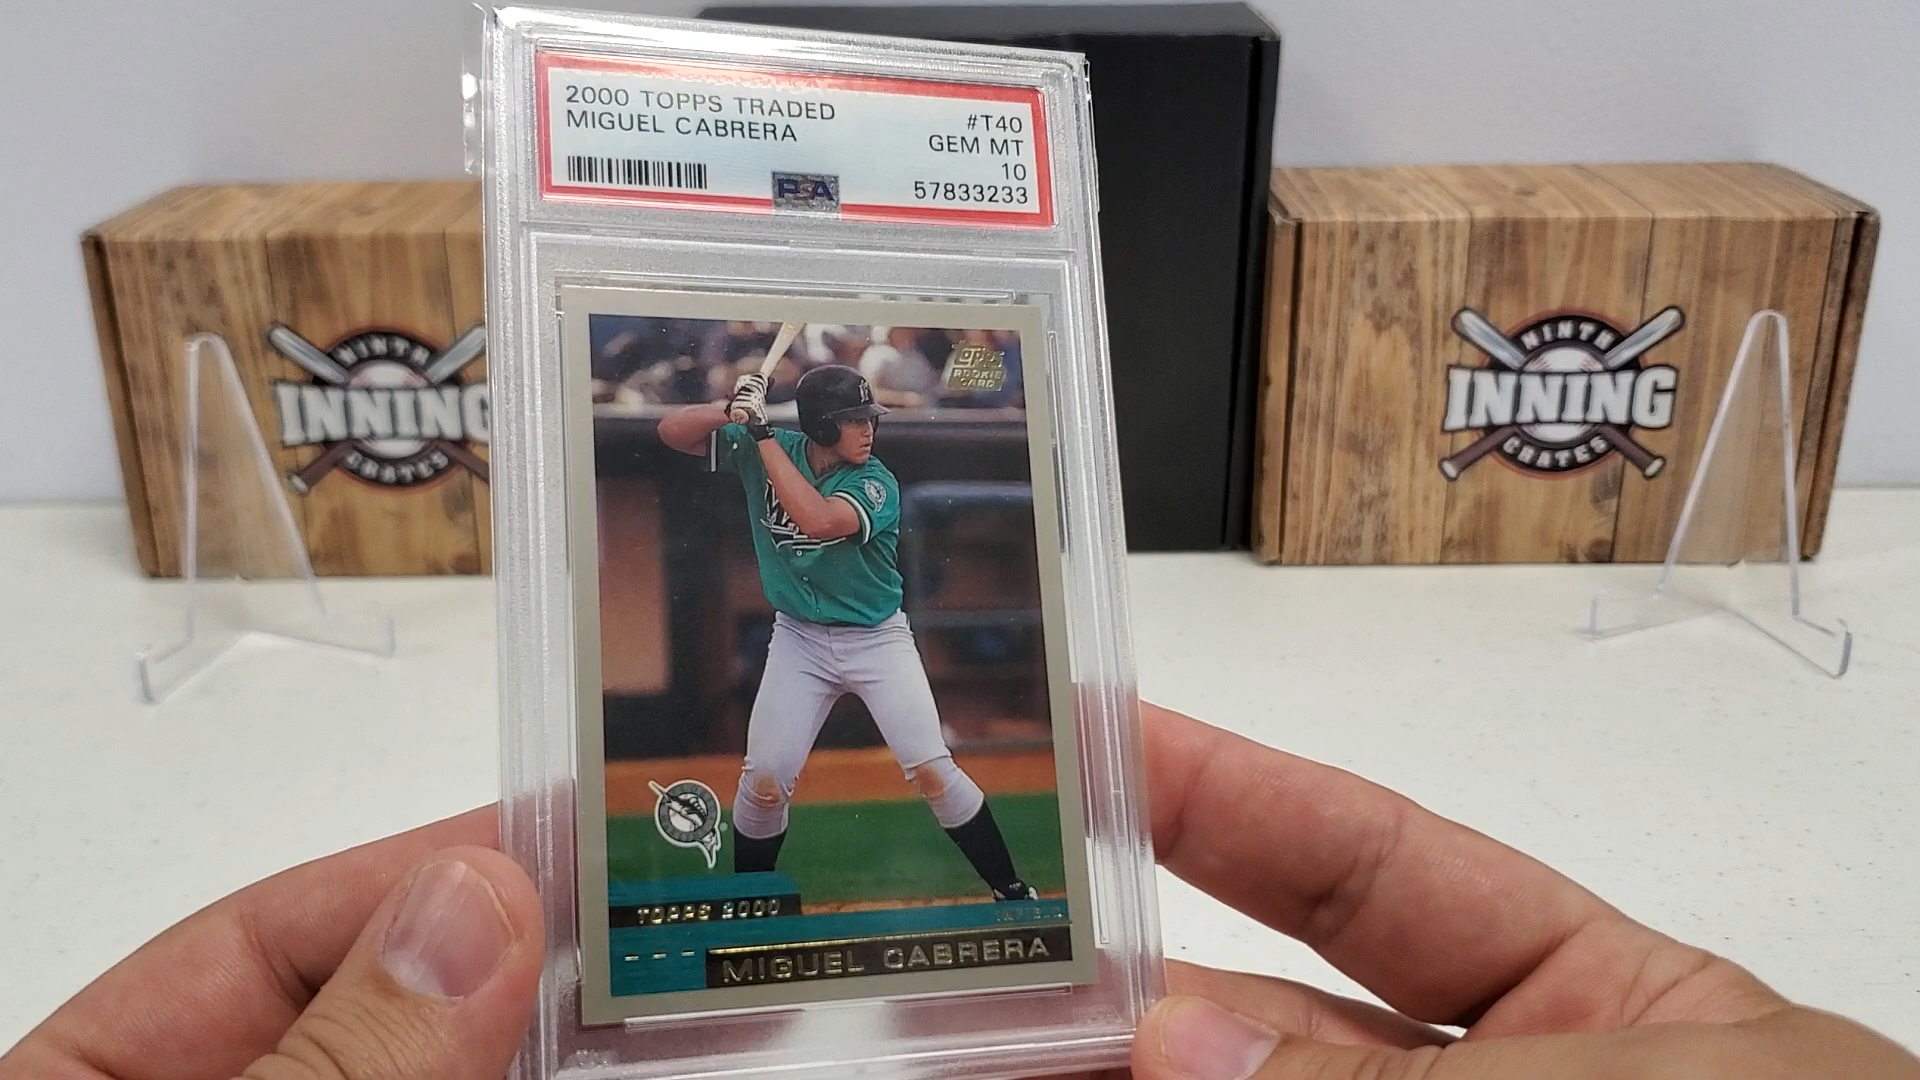 2000 TOPPS TRADED
MIGUEL CABRERA
#T40
GEM MT
10
57833233
PSA
Topps
ROOKIE
CARD
TOPPS 2000
INFIELD
MIGUEL CABRERA
NINTH
INNING
CRATES
NINTH
INNING
CRATES